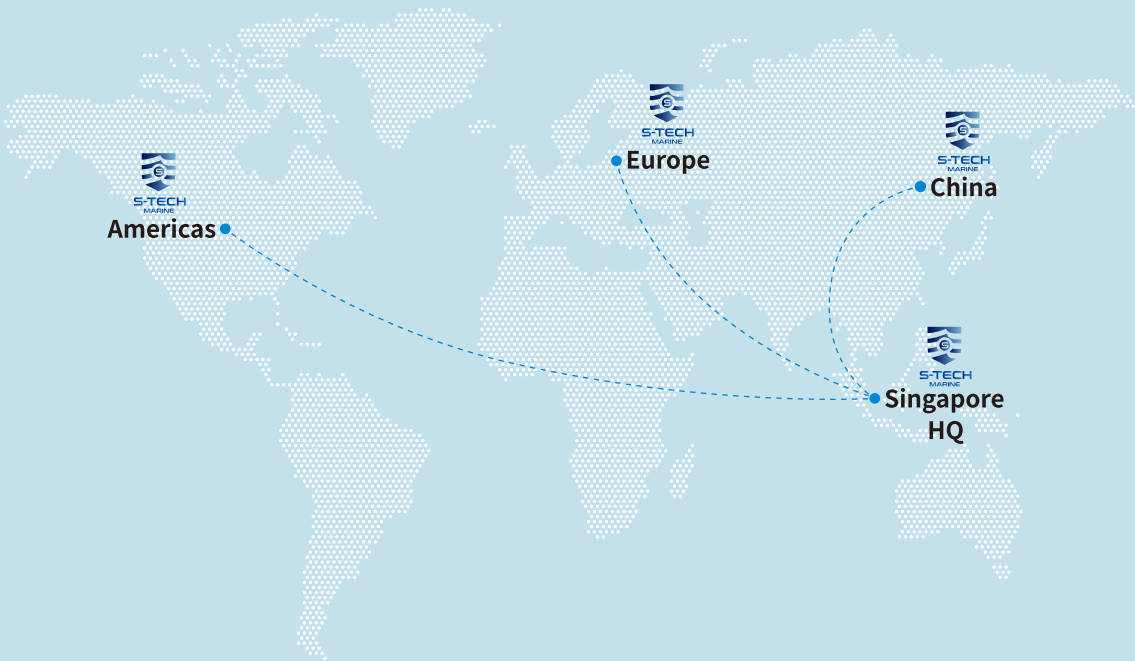 S-TECH
MARINE
Europe
S-TECH
MARINE
China
S-TECH
MARINE
Americas
S-TECH
MARINE
Singapore
HQ